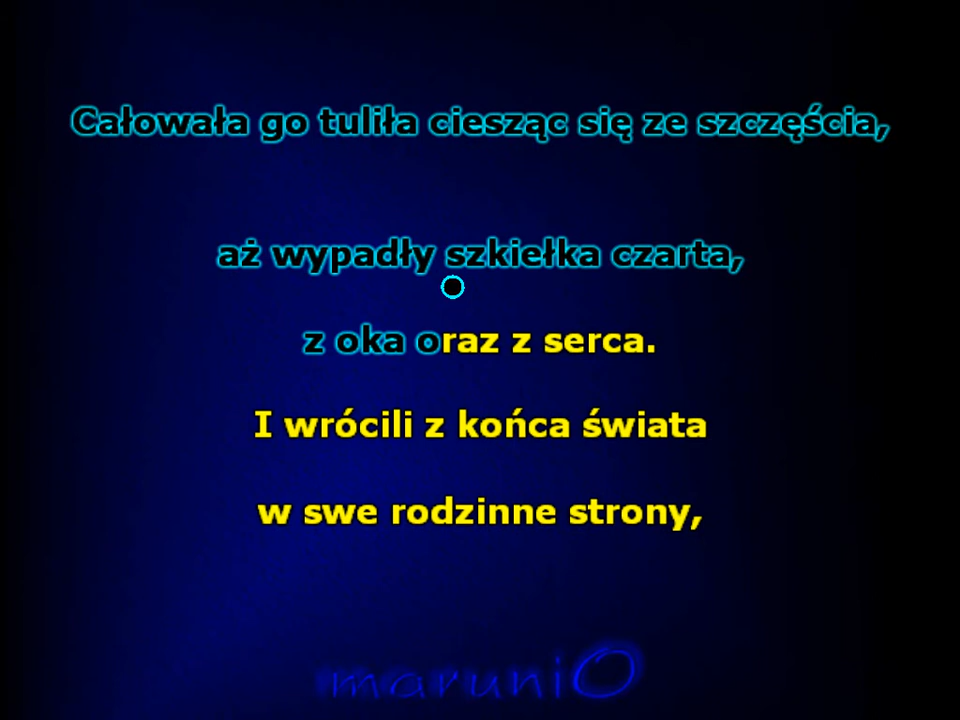 Całowała go tuliła ciesząc się ze szczęścia,
aż wypadły szkiełka czarta,
z oka oraz z serca.
I wrócili z końca świata
w swe rodzinne strony,
maruniO